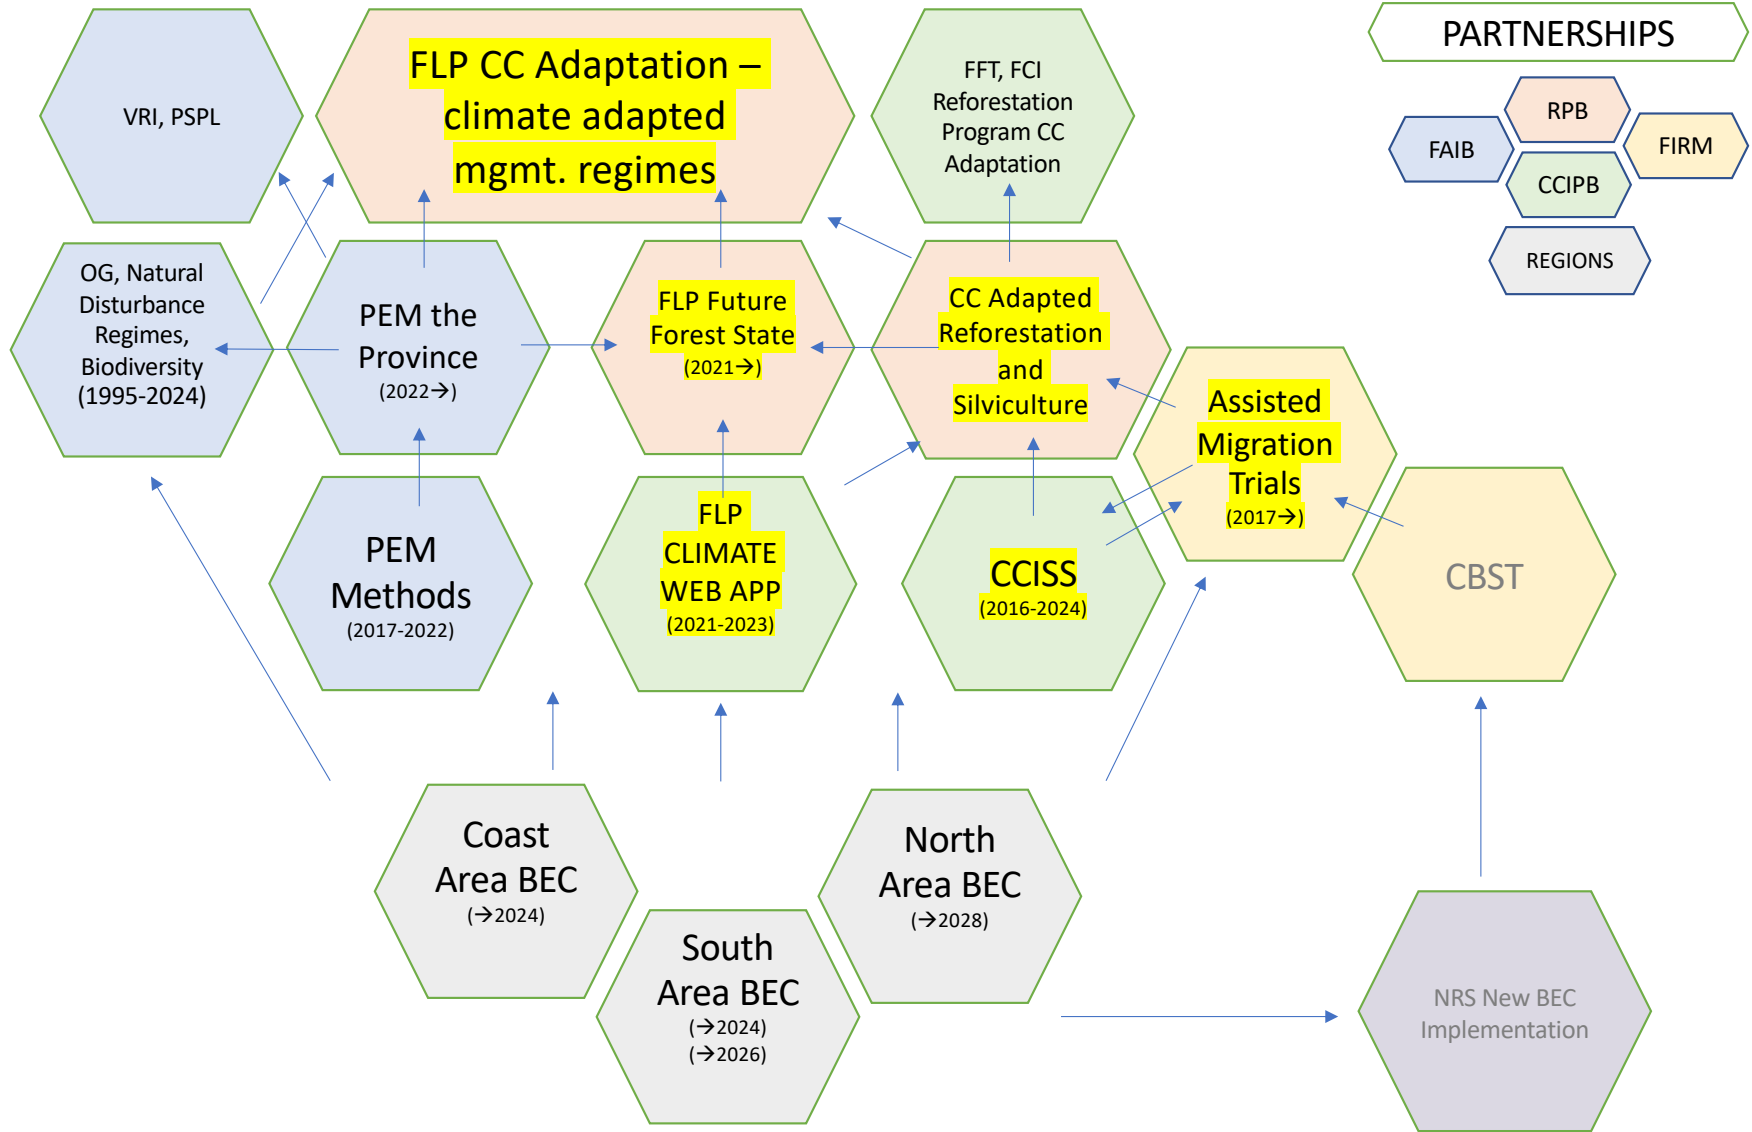 PARTNERSHIPS
RPB
FAIB
FIRM
CCIPB
REGIONS
VRI, PSPL
FLP CC Adaptation –
climate adapted
mgmt. regimes
FFT, FCI
Reforestation
Program CC
Adaptation
OG, Natural
Disturbance
Regimes,
Biodiversity
(1995-2024)
PEM the
Province
(2022→)
FLP Future
Forest State
(2021→)
CC Adapted
Reforestation
and
Silviculture
Assisted
Migration
Trials
(2017→)
PEM
Methods
(2017-2022)
FLP
CLIMATE
WEB APP
(2021-2023)
CCISS
(2016-2024)
CBST
Coast
Area BEC
(→2024)
South
Area BEC
(→2024)
(→2026)
North
Area BEC
(→2028)
NRS New BEC
Implementation